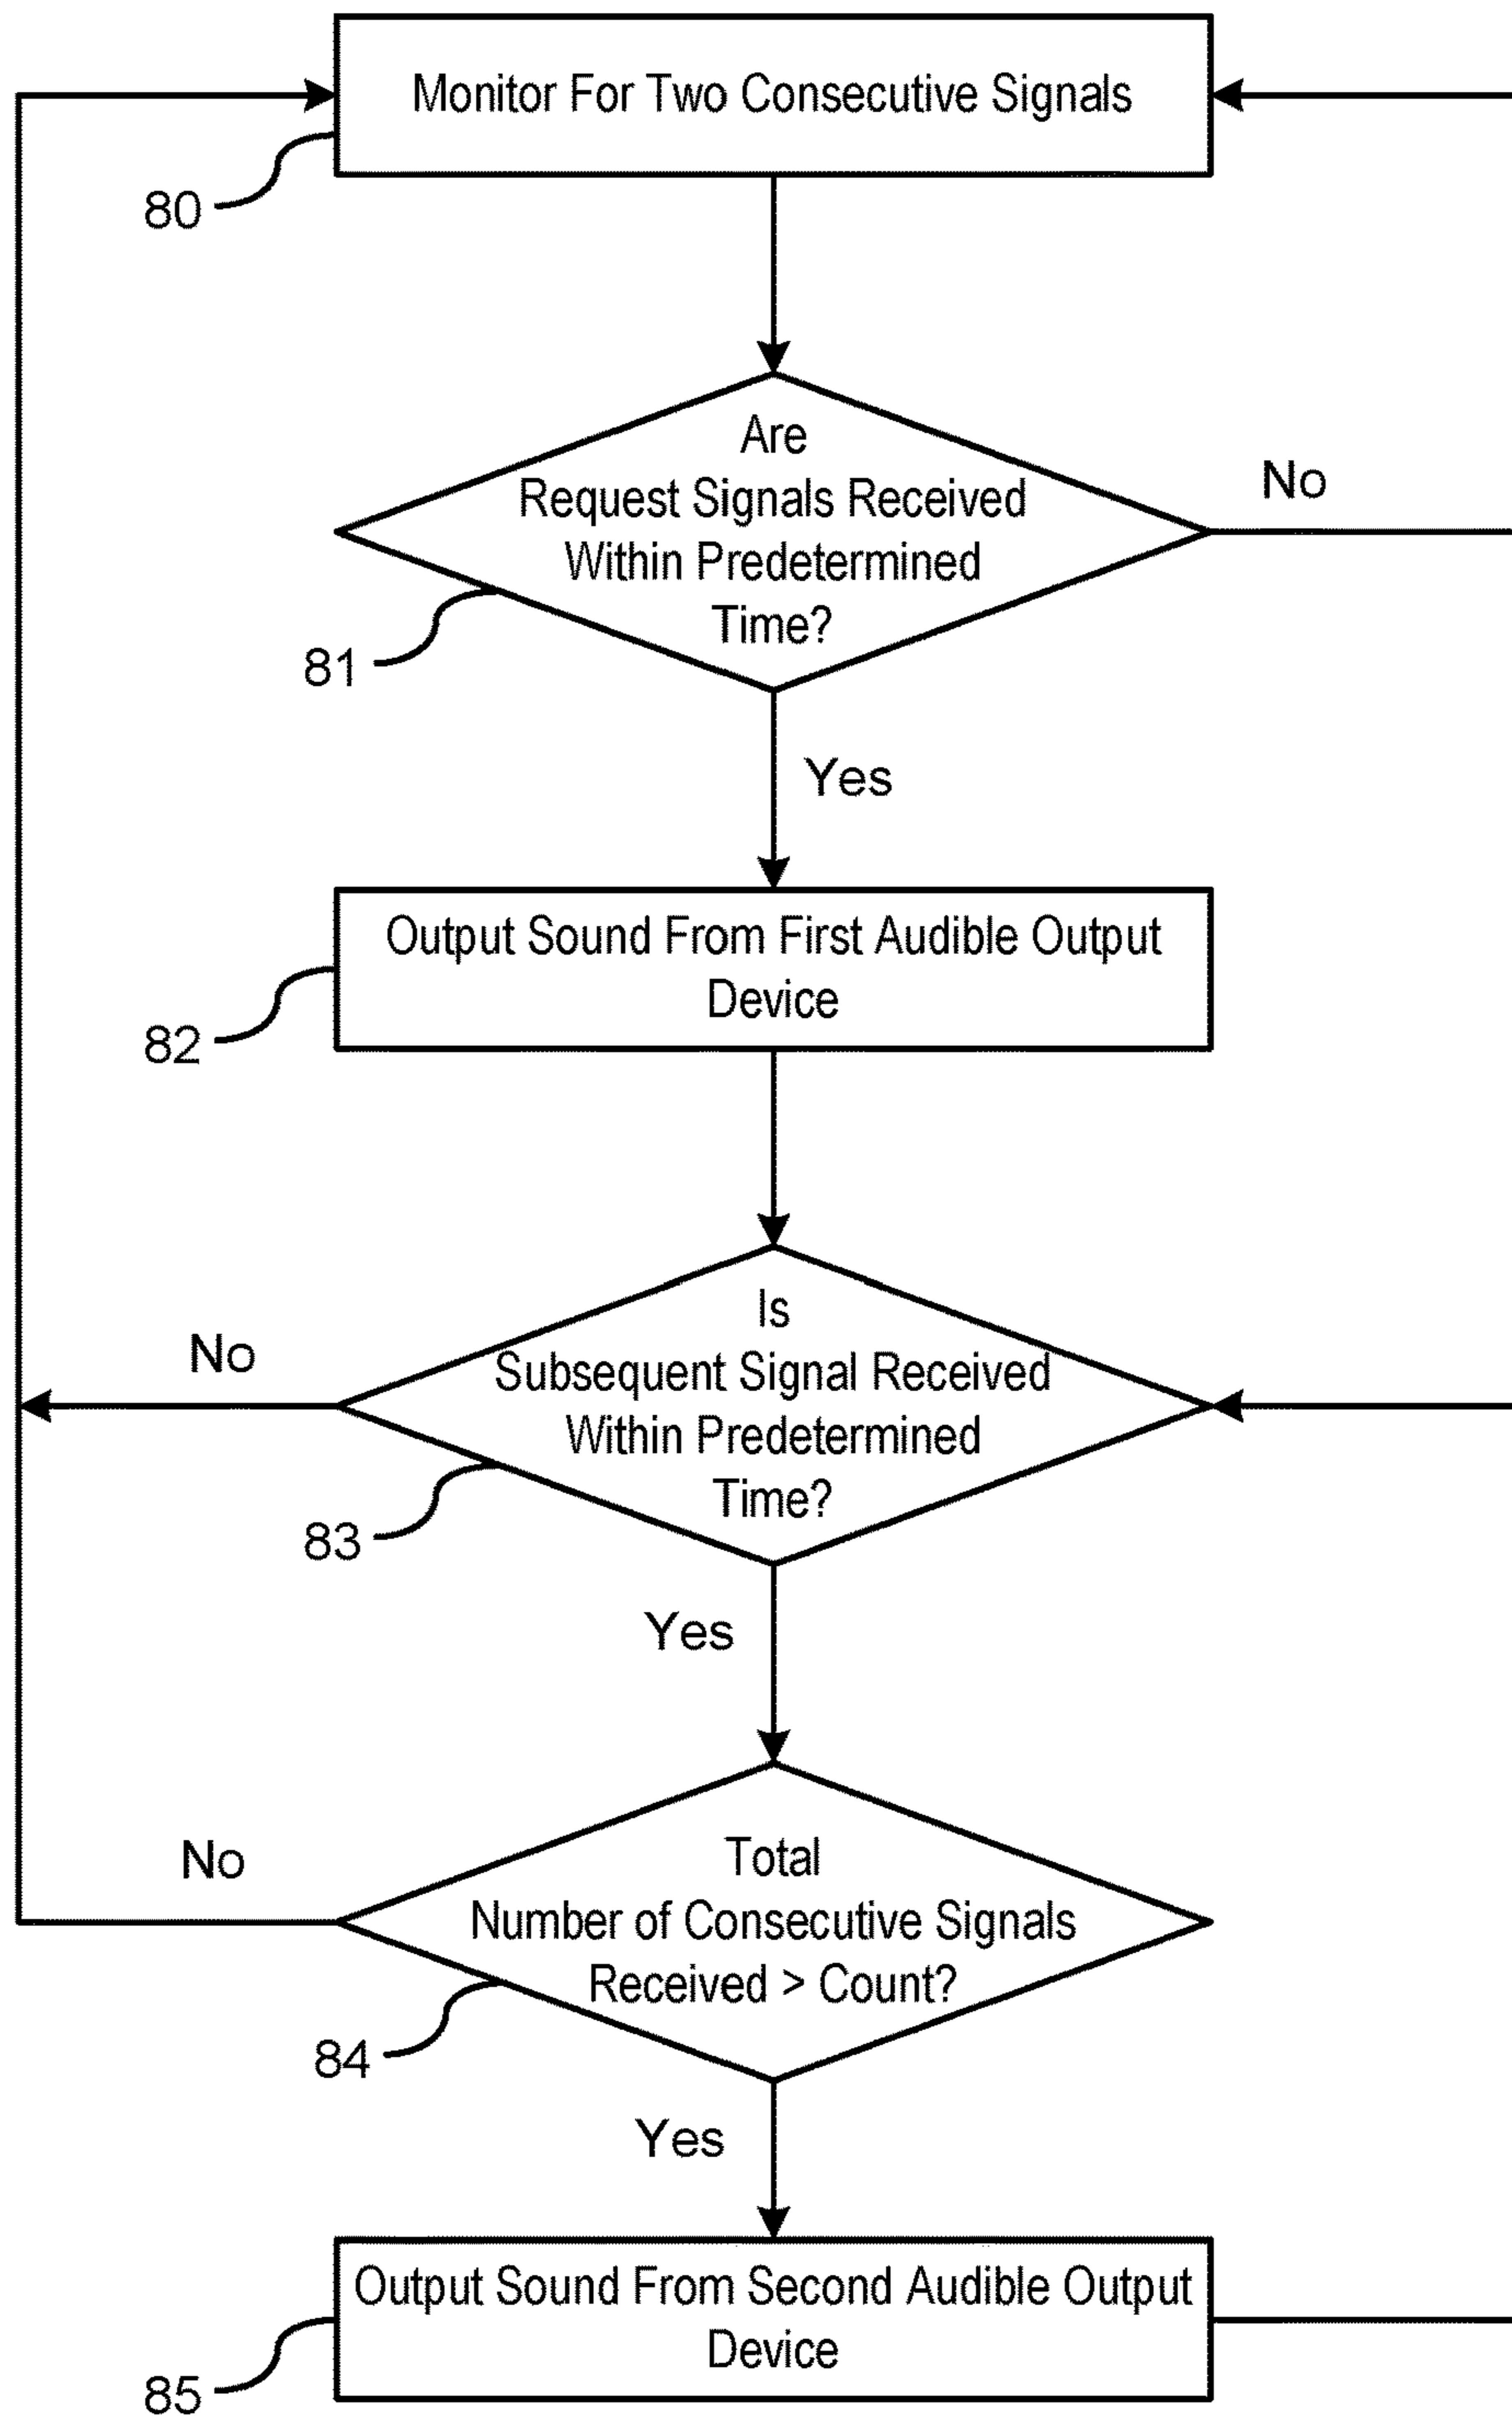 Monitor For Two Consecutive Signals
80
Are
Request Signals Received
Within Predetermined
Time?
No
81
Yes
Output Sound From First Audible Output
Device
82
Is
Subsequent Signal Received
Within Predetermined
Time?
No
83
Yes
Total
Number of Consecutive Signals
Received > Count?
No
84
Yes
Output Sound From Second Audible Output
Device
85